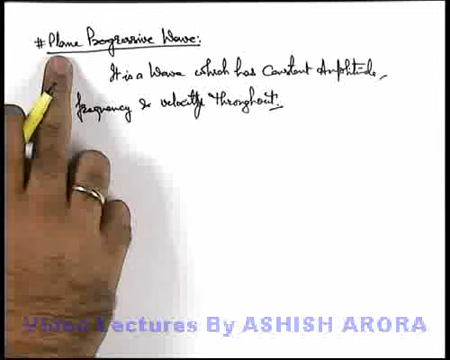 # Plane Progressive Wave:
It is a Wave which has Constant Amplitude,
frequency & velocity throughout.
Video Lectures By ASHISH ARORA